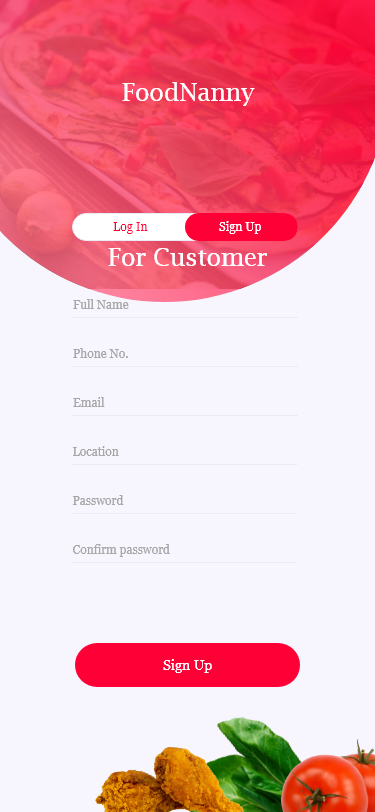 FoodNanny
Log In
Sign Up
For Customer
Full Name
Phone No.
Email
Location
Password
Confirm password
Sign Up